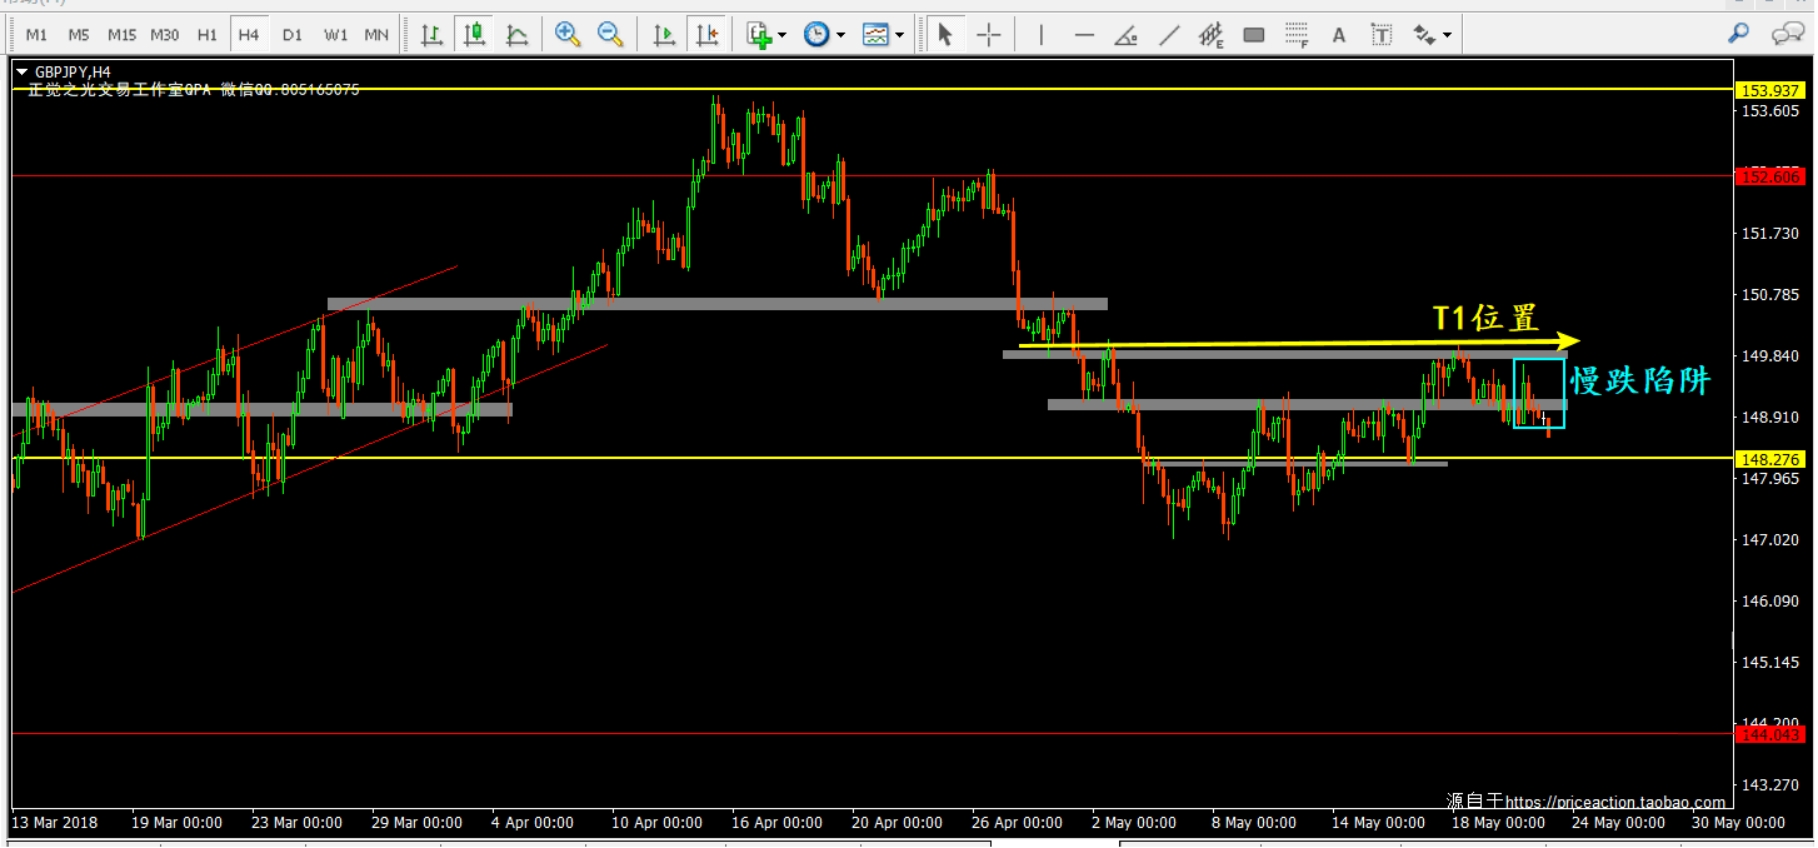 M1 M5 M15 M30 H1 H4 D1 W1 MN
GBPJPY,H4
正觉之光交易工作室QPA 微信QQ:805165075
153.937
153.605
152.606
151.730
150.785
T1位置
149.840
慢跌陷阱
148.910
148.276
147.965
147.020
146.090
145.145
144.200
144.043
143.270
源自于https://priceaction.taobao.com
13 Mar 2018 19 Mar 00:00 23 Mar 00:00 29 Mar 00:00 4 Apr 00:00 10 Apr 00:00 16 Apr 00:00 20 Apr 00:00 26 Apr 00:00 2 May 00:00 8 May 00:00 14 May 00:00 18 May 00:00 24 May 00:00 30 May 00:00